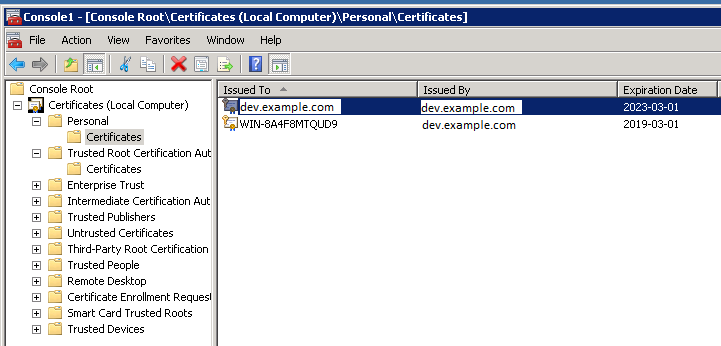 Console1 - [Console Root\Certificates (Local Computer)\Personal\Certificates]
File Action View Favorites Window Help
Console Root
Certificates (Local Computer)
Personal
Certificates
Trusted Root Certification Aut
Certificates
Enterprise Trust
Intermediate Certification Aut
Trusted Publishers
Untrusted Certificates
Third-Party Root Certification
Trusted People
Remote Desktop
Certificate Enrollment Request
Smart Card Trusted Roots
Trusted Devices
Issued To Issued By Expiration Date
dev.example.com dev.example.com 2023-03-01
WIN-8A4F8MTQUD9 dev.example.com 2019-03-01